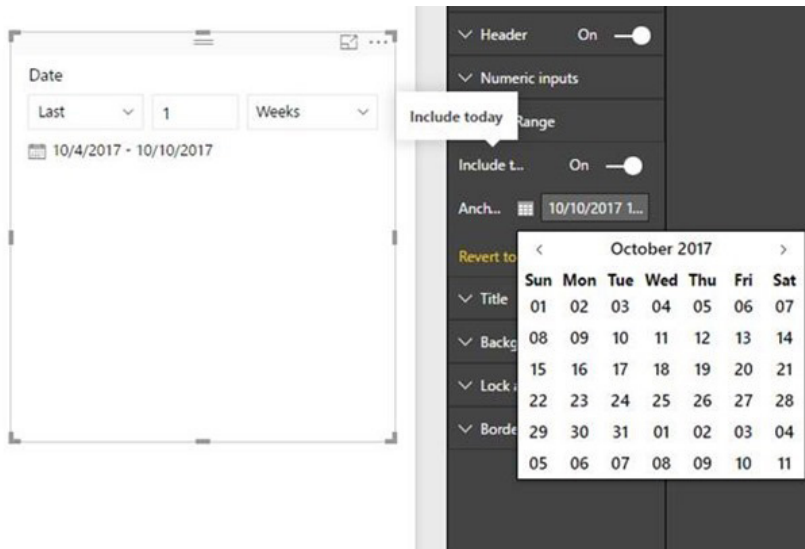 Date
Last 1 Weeks
10/4/2017 - 10/10/2017
Header On
Numeric inputs
Include today
Range
Include t... On
Anch... 10/10/2017 1...
Revert to
Title
Backg
Lock a
Borde
October 2017
Sun Mon Tue Wed Thu Fri Sat
01 02 03 04 05 06 07
08 09 10 11 12 13 14
15 16 17 18 19 20 21
22 23 24 25 26 27 28
29 30 31 01 02 03 04
05 06 07 08 09 10 11